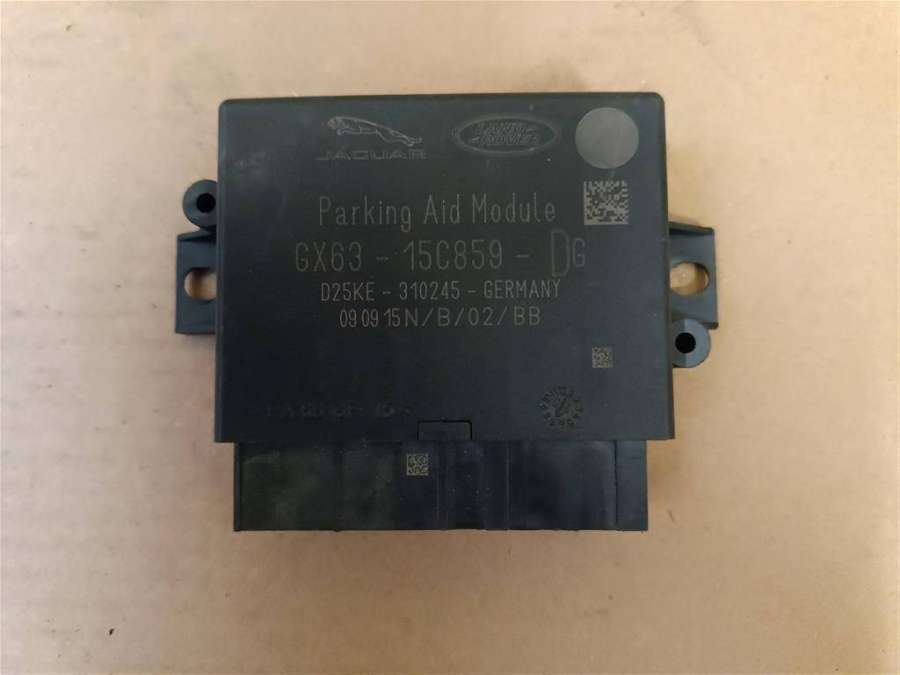 JAGUAR
LAND ROVER
Parking Aid Module
GX63 - 15C859 - DG
D25KE - 310245 - GERMANY
09 09 15 N/B/02/BB